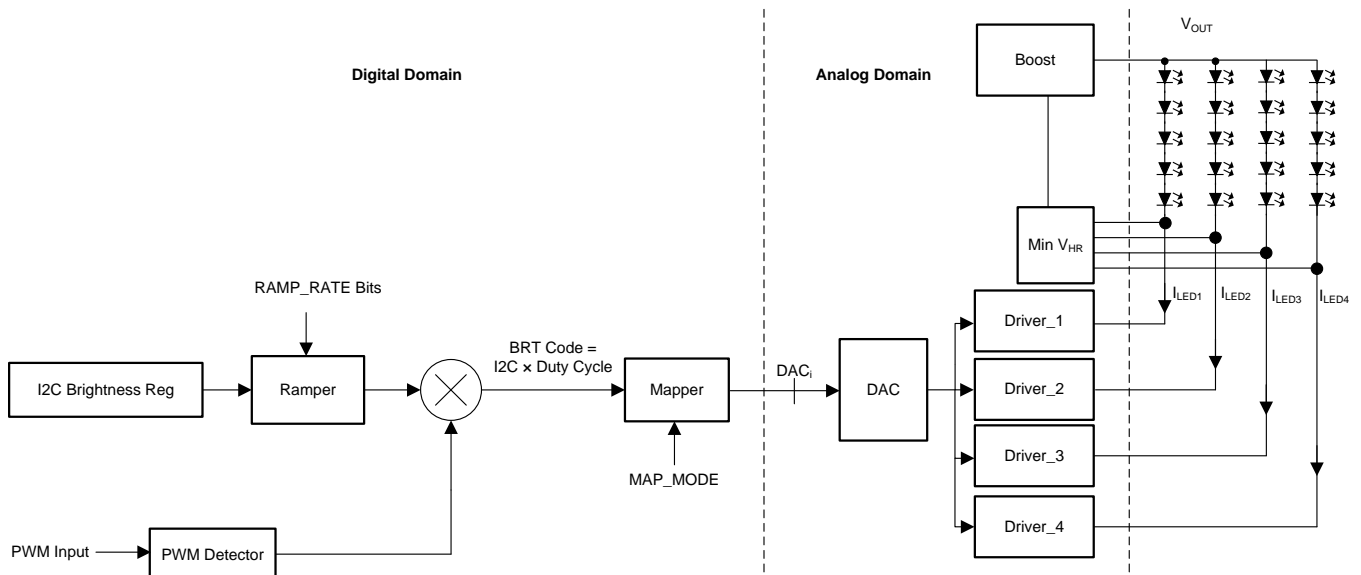 Digital Domain
Analog Domain
V_OUT
Boost
Min V_HR
RAMP_RATE Bits
I_LED1
I_LED2
I_LED3
I_LED4
Driver_1
I2C Brightness Reg
Ramper
BRT Code =
I2C × Duty Cycle
Mapper
DAC_i
DAC
Driver_2
Driver_3
MAP_MODE
Driver_4
PWM Input
PWM Detector